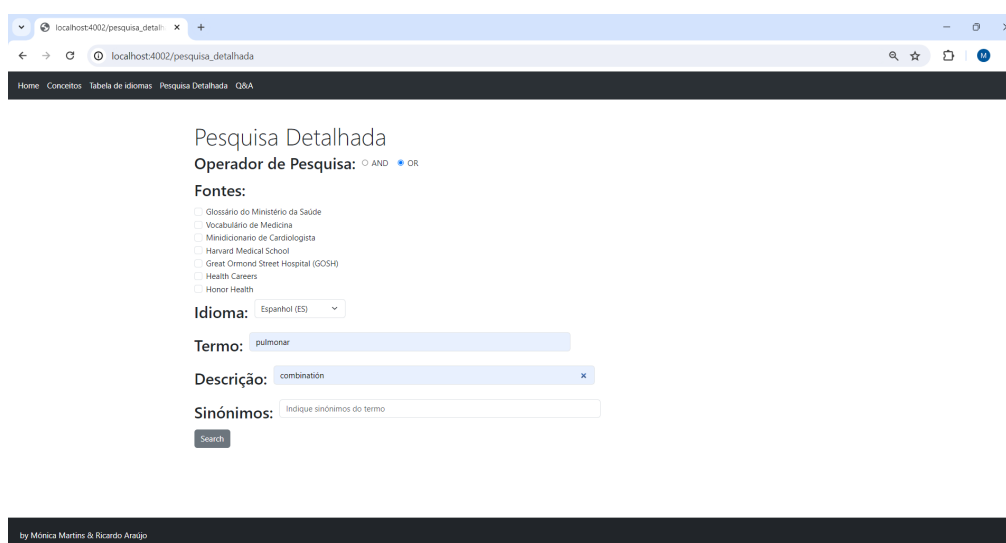 localhost:4002/pesquisa_detalh
localhost:4002/pesquisa_detalhada
M
Home Conceitos Tabela de idiomas Pesquisa Detalhada Q&A
Pesquisa Detalhada
Operador de Pesquisa: AND OR
Fontes:
Glossário do Ministério da Saúde
Vocabulário de Medicina
Minidicionario de Cardiologista
Harvard Medical School
Great Ormond Street Hospital (GOSH)
Health Careers
Honor Health
Idioma: Espanhol (ES)
Termo: pulmonar
Descrição: combinatión
Sinónimos: Indique sinónimos do termo
Search
by Mónica Martins & Ricardo Araújo